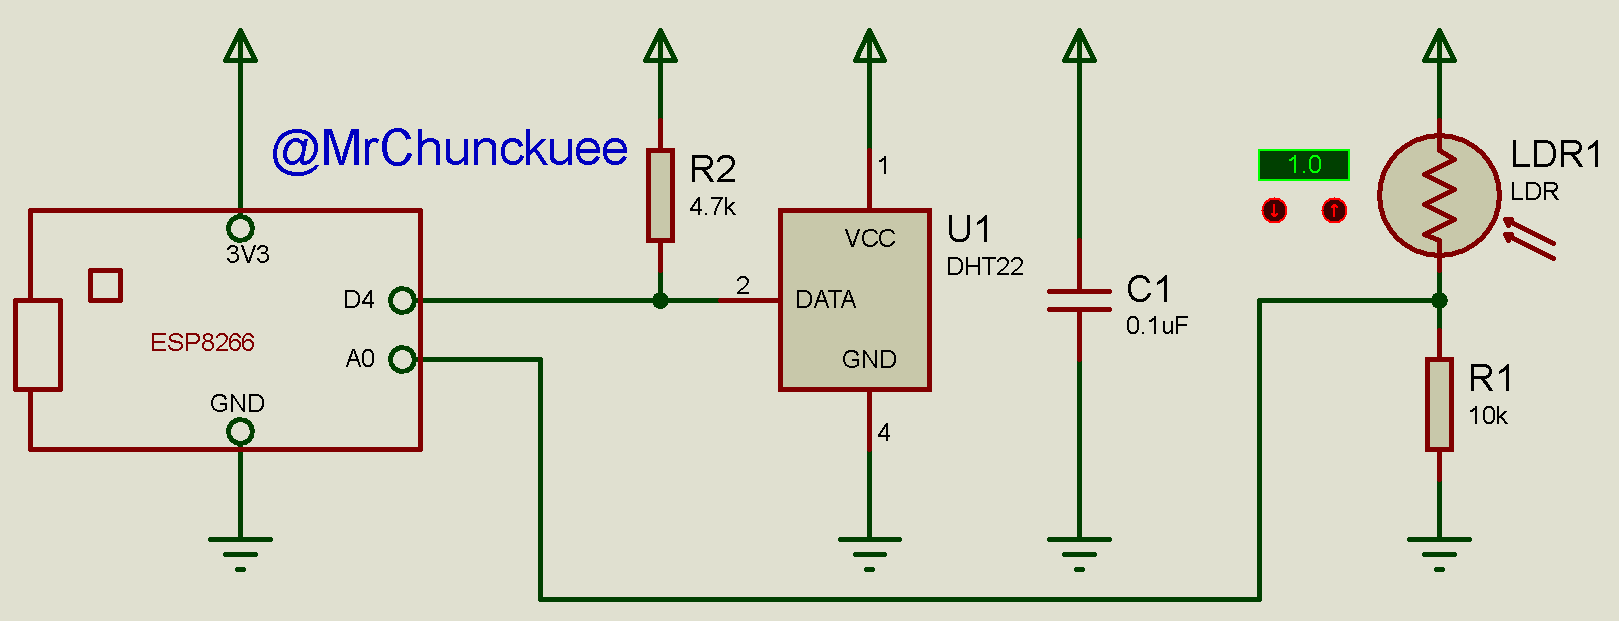 @MrChunckuee
3V3
D4
ESP8266
A0
GND
R2
4.7k
1
VCC
U1
DHT22
2
DATA
GND
4
C1
0.1uF
1.0
LDR1
LDR
R1
10k